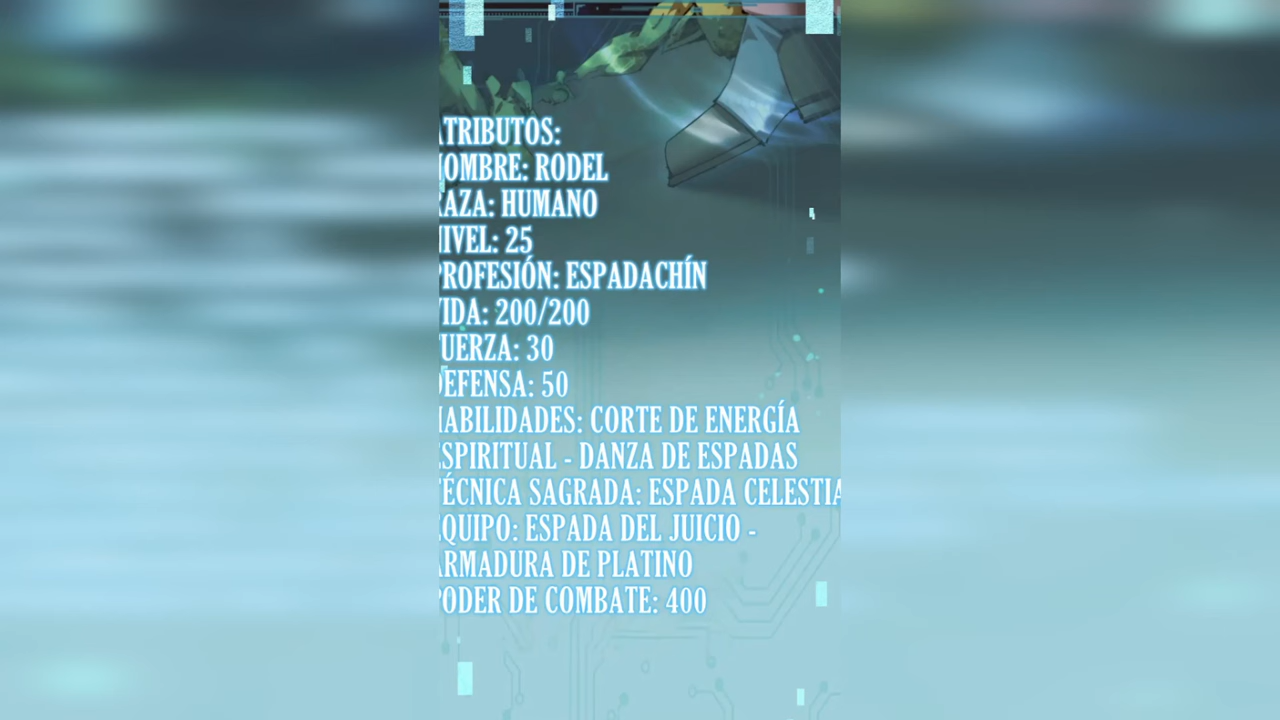 ATRIBUTOS:
NOMBRE: RODEL
RAZA: HUMANO
NIVEL: 25
PROFESIÓN: ESPADACHÍN
VIDA: 200/200
FUERZA: 30
DEFENSA: 50
HABILIDADES: CORTE DE ENERGÍA
ESPIRITUAL - DANZA DE ESPADAS
TÉCNICA SAGRADA: ESPADA CELESTIA
EQUIPO: ESPADA DEL JUICIO -
ARMADURA DE PLATINO
PODER DE COMBATE: 400